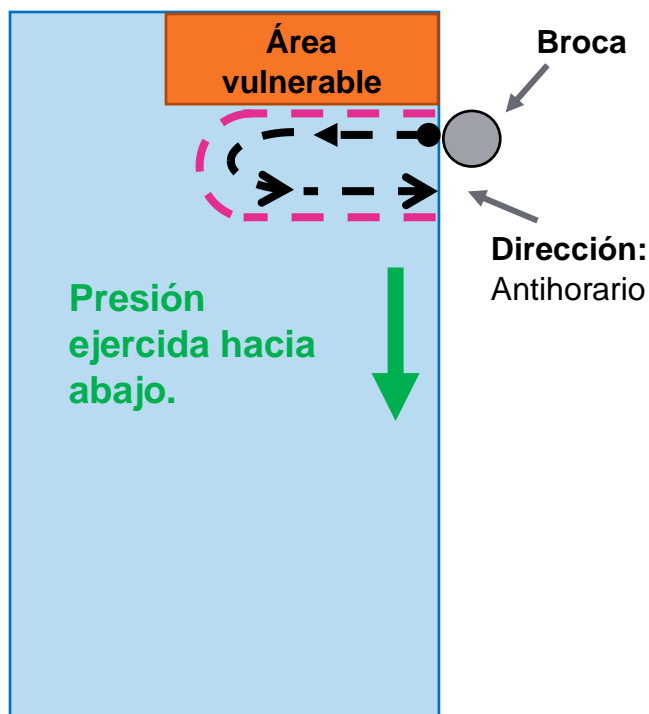 Área
vulnerable
Broca
Dirección:
Antihorario
Presión
ejercida hacia
abajo.